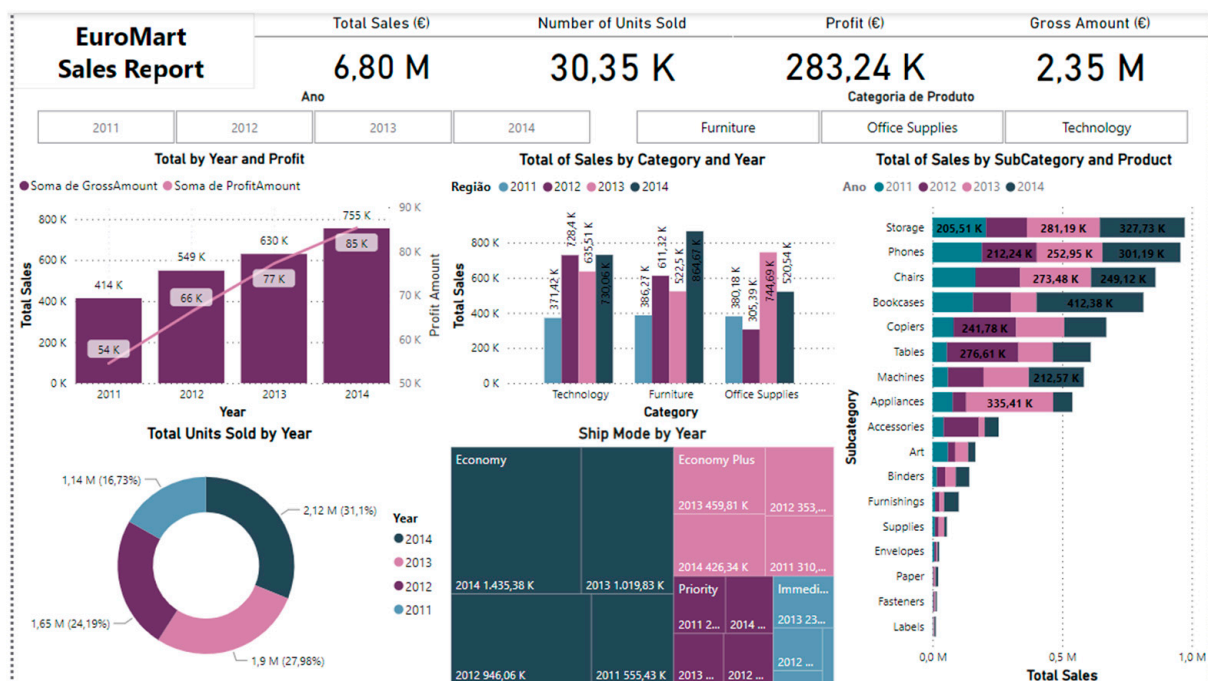 EuroMart
Sales Report
Total Sales (€)
6,80 M
Number of Units Sold
30,35 K
Profit (€)
283,24 K
Gross Amount (€)
2,35 M
Ano
2011
2012
2013
2014
Categoria de Produto
Furniture
Office Supplies
Technology
Total by Year and Profit
Soma de GrossAmount
Soma de ProfitAmount
Total Sales
800 K
600 K
400 K
200 K
0 K
414 K
549 K
630 K
755 K
54 K
66 K
77 K
85 K
90 K
80 K
70 K
60 K
50 K
Profit Amount
2011
2012
2013
2014
Year
Total of Sales by Category and Year
Região
2011
2012
2013
2014
Total Sales
800 K
600 K
400 K
200 K
0 K
371,42 K
728,4 K
635,51 K
730,06 K
386,27 K
611,32 K
522,5 K
864,67 K
380,18 K
305,39 K
744,69 K
520,54 K
Technology
Furniture
Office Supplies
Category
Total of Sales by SubCategory and Product
Ano
2011
2012
2013
2014
Subcategory
Storage
205,51 K
281,19 K
327,73 K
Phones
212,24 K
252,95 K
301,19 K
Chairs
273,48 K
249,12 K
Bookcases
412,38 K
Copiers
241,78 K
Tables
276,61 K
Machines
212,57 K
Appliances
335,41 K
Accessories
Art
Binders
Furnishings
Supplies
Envelopes
Paper
Fasteners
Labels
0,0 M
0,5 M
1,0 M
Total Sales
Total Units Sold by Year
1,14 M (16,73%)
2,12 M (31,1%)
1,65 M (24,19%)
1,9 M (27,98%)
Year
2014
2013
2012
2011
Ship Mode by Year
Economy
2014 1.435,38 K
2013 1.019,83 K
2012 946,06 K
2011 555,43 K
Economy Plus
2013 459,81 K
2012 353,...
2014 426,34 K
2011 310,...
Priority
2011 2...
2014 ...
2013 ...
2012 ...
Immedi...
2013 23...
2012 ...